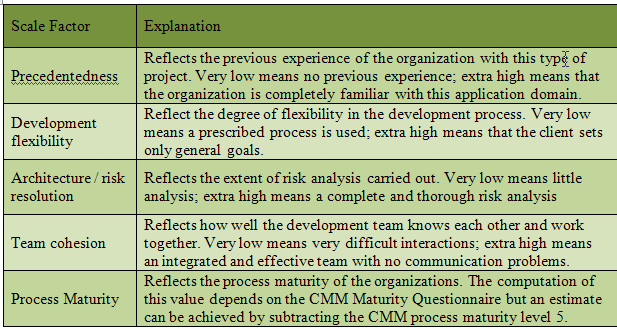 Scale Factor Explanation
Precedentedness
Reflects the previous experience of the organization with this type of
project. Very low means no previous experience; extra high means that
the organization is completely familiar with this application domain.
Development
flexibility
Reflect the degree of flexibility in the development process. Very low
means a prescribed process is used; extra high means that the client sets
only general goals.
Architecture / risk
resolution
Reflects the extent of risk analysis carried out. Very low means little
analysis; extra high means a complete and thorough risk analysis
Team cohesion
Reflects how well the development team knows each other and work
together. Very low means very difficult interactions; extra high means
an integrated and effective team with no communication problems.
Process Maturity
Reflects the process maturity of the organizations. The computation of
this value depends on the CMM Maturity Questionnaire but an estimate
can be achieved by subtracting the CMM process maturity level 5.